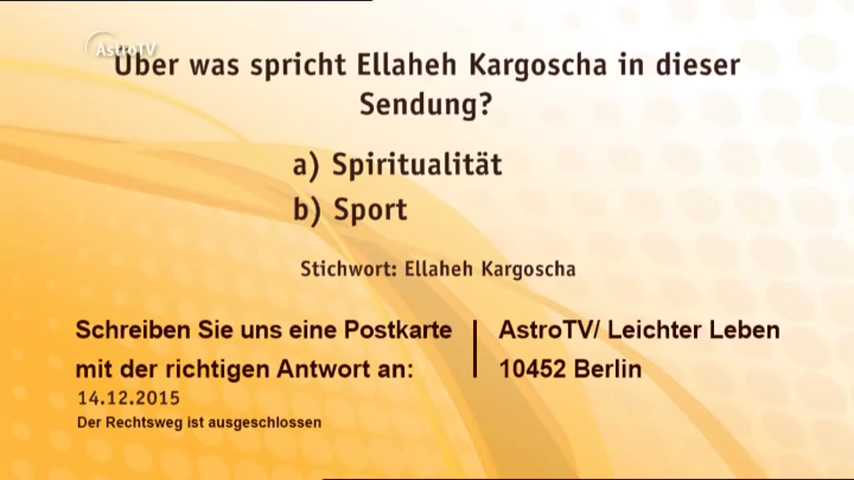 AstroTV
Über was spricht Ellaheh Kargoscha in dieser
Sendung?
a) Spiritualität
b) Sport
Stichwort: Ellaheh Kargoscha
Schreiben Sie uns eine Postkarte
mit der richtigen Antwort an:
AstroTV/ Leichter Leben
10452 Berlin
14.12.2015
Der Rechtsweg ist ausgeschlossen